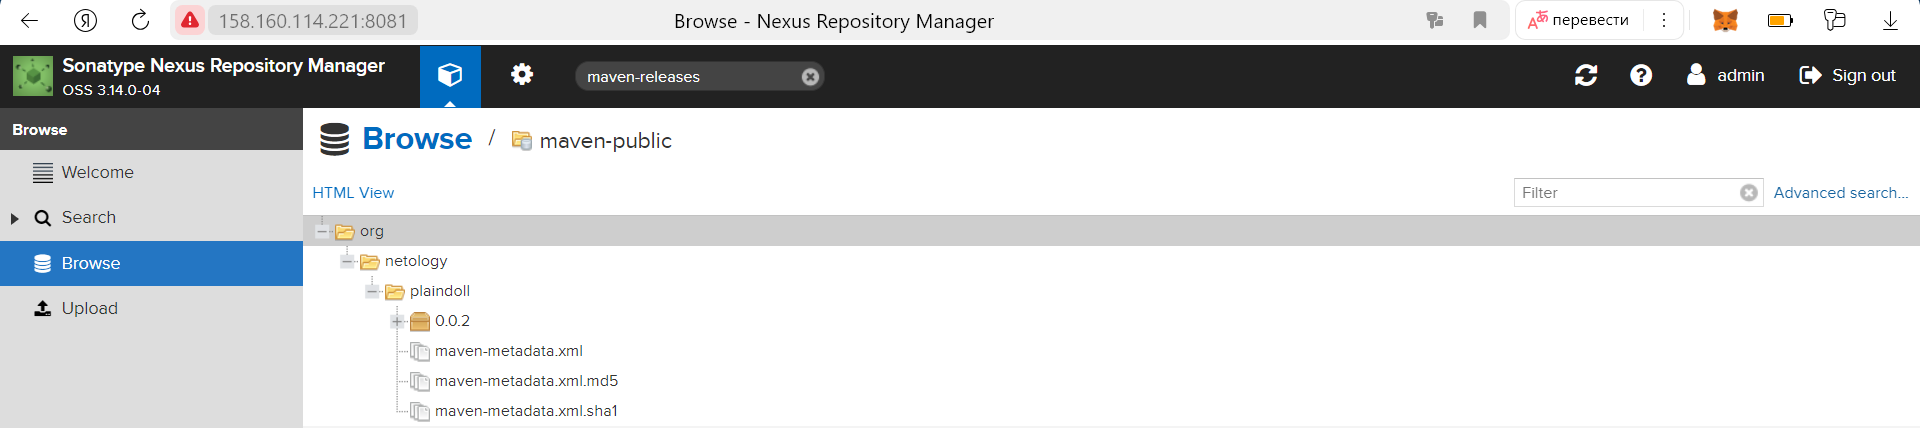 158.160.114.221:8081
Browse - Nexus Repository Manager
перевести
Sonatype Nexus Repository Manager
OSS 3.14.0-04
maven-releases
admin
Sign out
Browse
Welcome
Search
Browse
Upload
Browse / maven-public
HTML View
Filter
Advanced search...
org
netology
plaindoll
0.0.2
maven-metadata.xml
maven-metadata.xml.md5
maven-metadata.xml.sha1